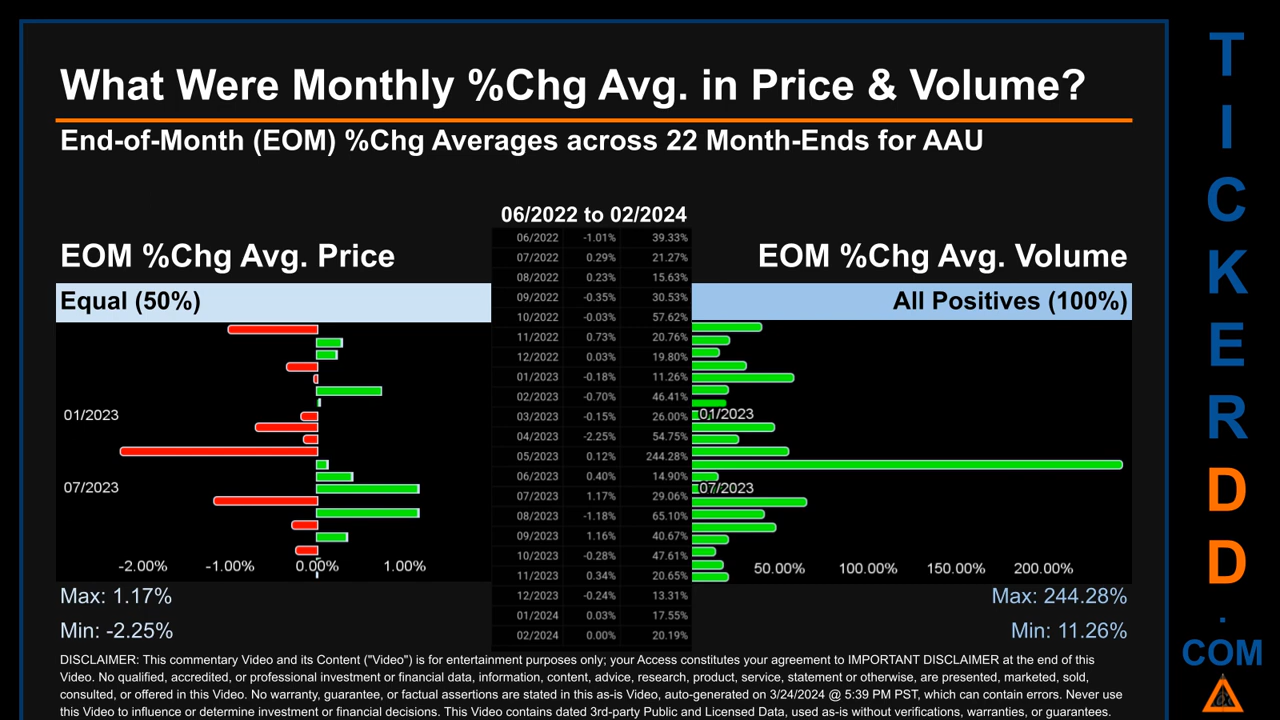 What Were Monthly %Chg Avg. in Price & Volume?
End-of-Month (EOM) %Chg Averages across 22 Month-Ends for AAU
06/2022 to 02/2024
EOM %Chg Avg. Price
EOM %Chg Avg. Volume
Equal (50%)
All Positives (100%)
06/2022 -1.01% 39.33%
07/2022 0.29% 21.27%
08/2022 0.23% 15.63%
09/2022 -0.35% 30.53%
10/2022 -0.03% 57.62%
11/2022 0.73% 20.76%
12/2022 0.03% 19.80%
01/2023 -0.18% 11.26%
02/2023 -0.70% 46.41%
03/2023 -0.15% 26.00%
04/2023 -2.25% 54.75%
05/2023 0.12% 244.28%
06/2023 0.40% 14.90%
07/2023 1.17% 29.06%
08/2023 -1.18% 65.10%
09/2023 1.16% 40.67%
10/2023 -0.28% 47.61%
11/2023 0.34% 20.65%
12/2023 -0.24% 13.31%
01/2024 0.03% 17.55%
02/2024 0.00% 20.19%
01/2023
07/2023
-2.00% -1.00% 0.00% 1.00%
01/2023
07/2023
50.00% 100.00% 150.00% 200.00%
Max: 1.17%
Min: -2.25%
Max: 244.28%
Min: 11.26%
DISCLAIMER: This commentary Video and its Content ("Video") is for entertainment purposes only; your Access constitutes your agreement to IMPORTANT DISCLAIMER at the end of this
Video. No qualified, accredited, or professional investment or financial data, information, content, advice, research, product, service, statement or otherwise, are presented, marketed, sold,
consulted, or offered in this Video. No warranty, guarantee, or factual assertions are stated in this as-is Video, auto-generated on 3/24/2024 @ 5:39 PM PST, which can contain errors. Never use
this Video to influence or determine investment or financial decisions. This Video contains dated 3rd-party Public and Licensed Data, used as-is without verifications, warranties, or guarantees.
T
I
C
K
E
R
D
D
.
COM